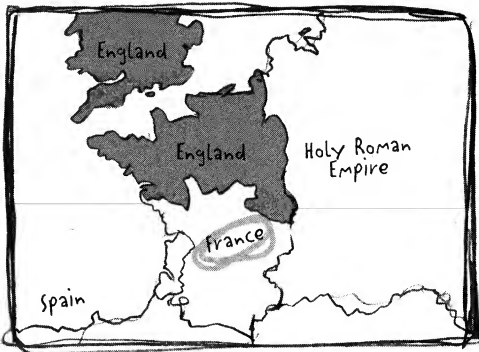 England
England
Holy Roman
Empire
France
Spain